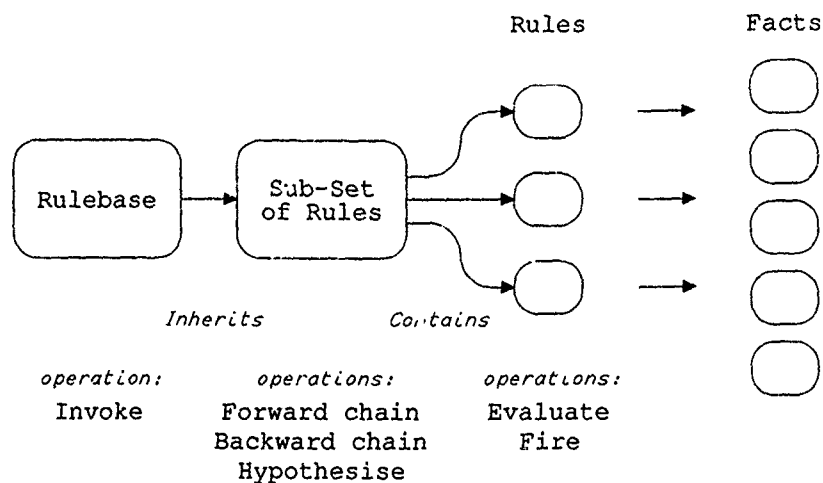 Rules
Facts
Rulebase
Sub-Set
of Rules
Inherits
Contains
operation:
Invoke
operations:
Forward chain
Backward chain
Hypothesise
operations:
Evaluate
Fire